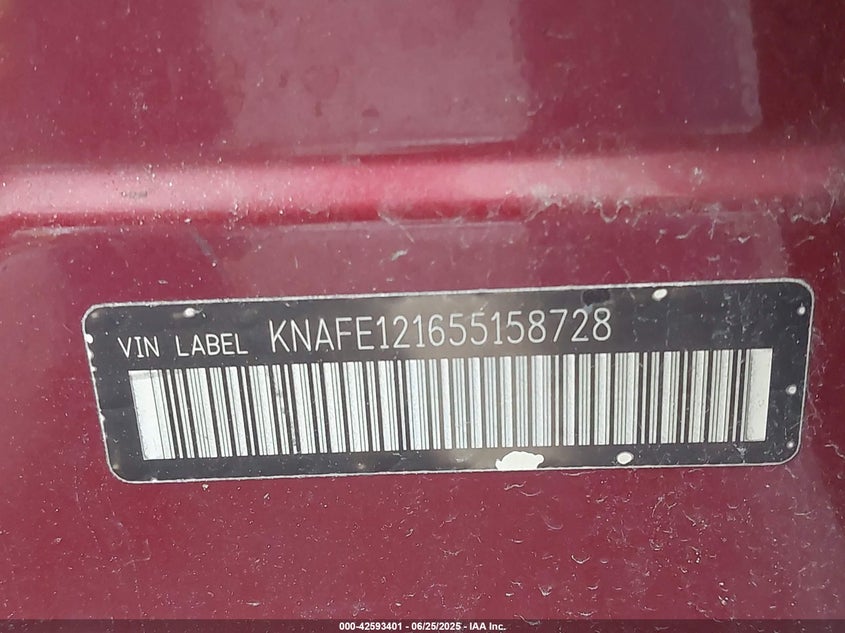 VIN LABEL KNAFE121655158728
000-42593401 - 06/25/2025 - IAA Inc.